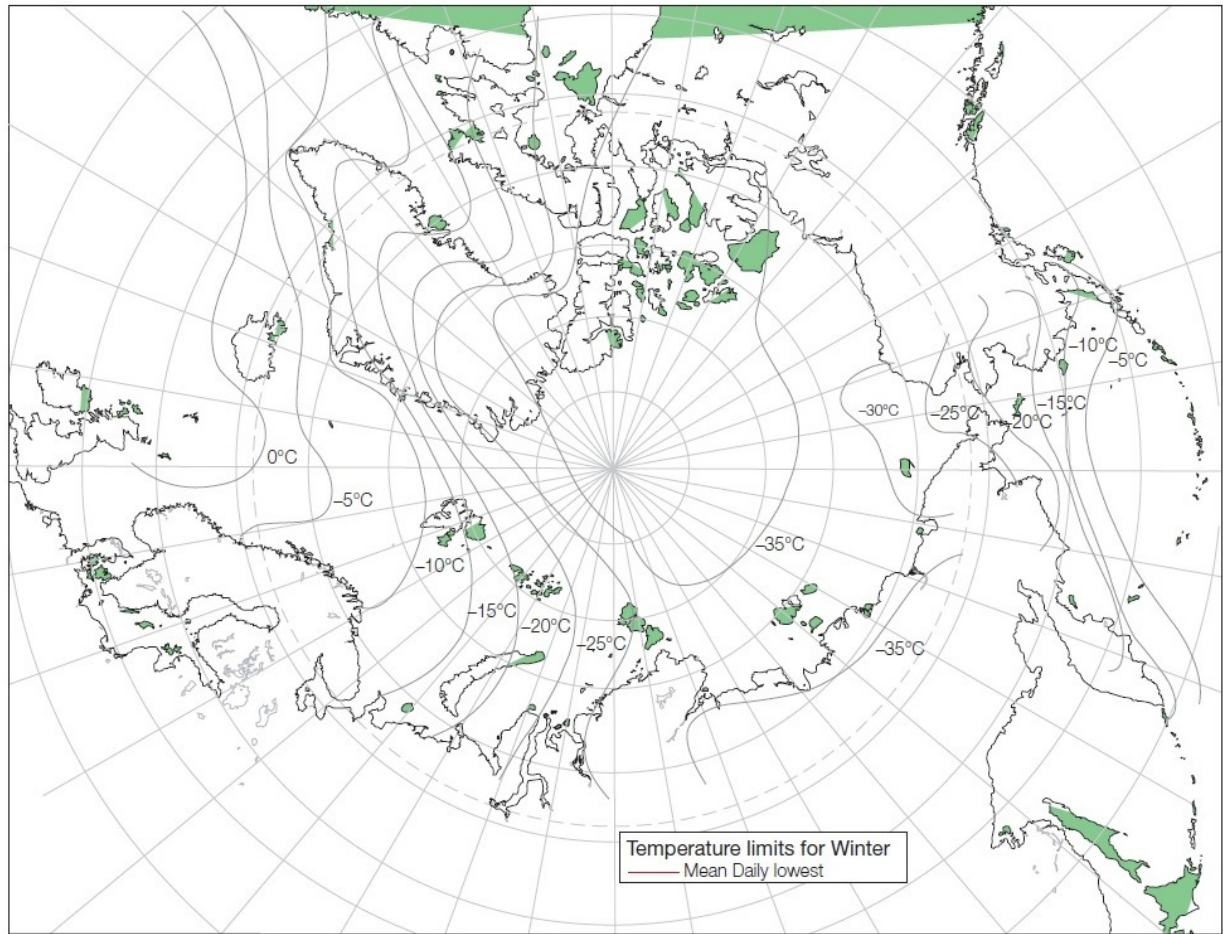 –10°C
–5°C
–15°C
–30°C
–25°C
–20°C
0°C
–5°C
–35°C
–10°C
–15°C
–20°C
–25°C
–35°C
Temperature limits for Winter
Mean Daily lowest